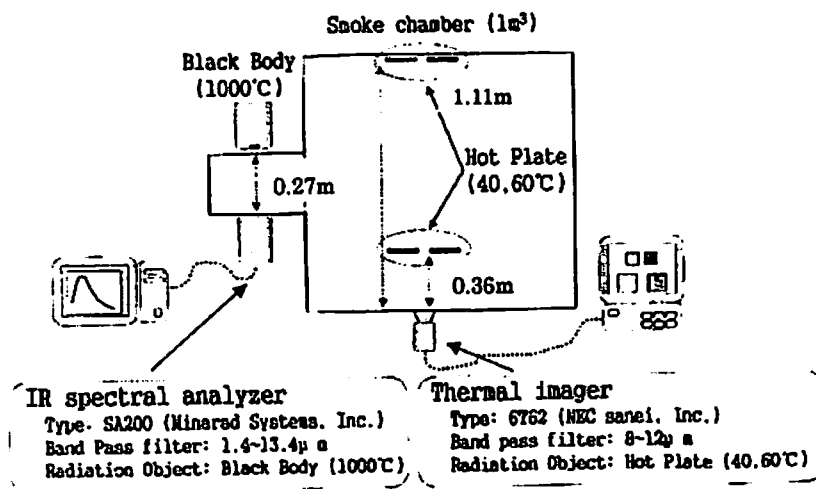 Smoke chamber (1m³)
Black Body
(1000℃)
1.11m
Hot Plate
(40,60℃)
0.27m
0.36m
IR spectral analyzer
Type: SA200 (Minarad Systems, Inc.)
Band Pass filter: 1.4~13.4μm
Radiation Object: Black Body (1000℃)
Thermal imager
Type: 6T62 (NEC sanei, Inc.)
Band pass filter: 8~12μm
Radiation Object: Hot Plate (40,60℃)